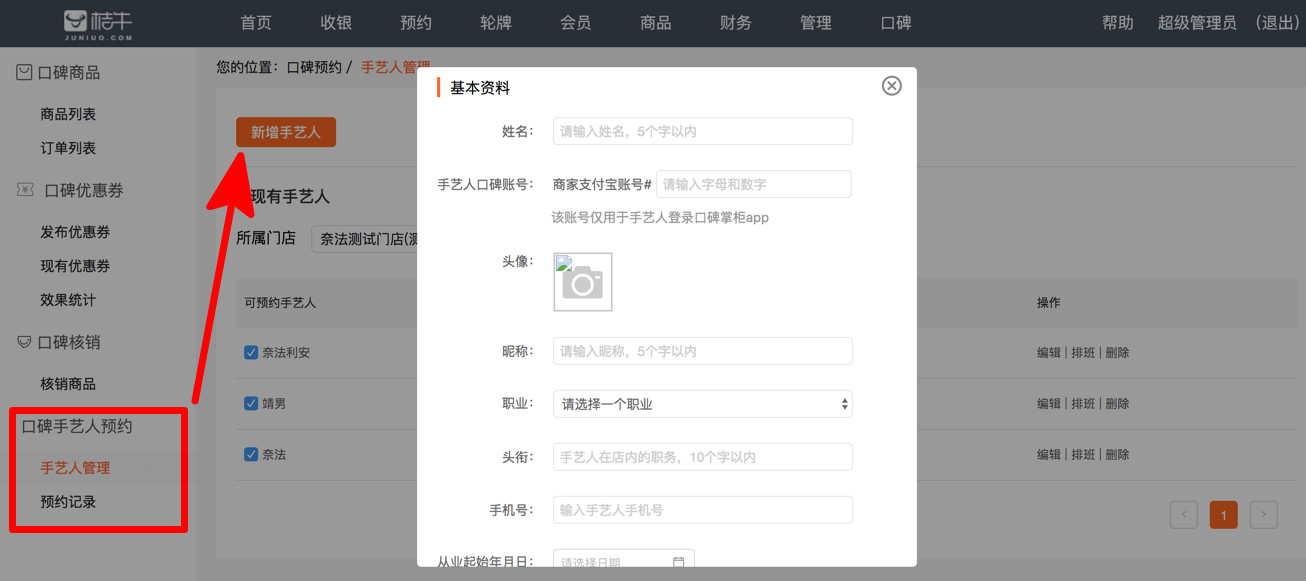 桔牛
JUNIUO.COM
首页 收银 预约 轮牌 会员 商品 财务 管理 口碑 帮助 超级管理员 (退出)
口碑商品
商品列表
订单列表
口碑优惠券
发布优惠券
现有优惠券
效果统计
口碑核销
核销商品
口碑手艺人预约
手艺人管理
预约记录
您的位置：口碑预约 / 手艺人管理
新增手艺人
现有手艺人
所属门店 奈法测试门店(测
可预约手艺人 操作
奈法利安 编辑 | 排班 | 删除
靖男 编辑 | 排班 | 删除
奈法 编辑 | 排班 | 删除
< 1 >
基本资料
姓名： 请输入姓名，5个字以内
手艺人口碑账号： 商家支付宝账号# 请输入字母和数字
该账号仅用于手艺人登录口碑掌柜app
头像：
昵称： 请输入昵称，5个字以内
职业： 请选择一个职业
头衔： 手艺人在店内的职务，10个字以内
手机号： 输入手艺人手机号
从业起始年月日： 请选择日期